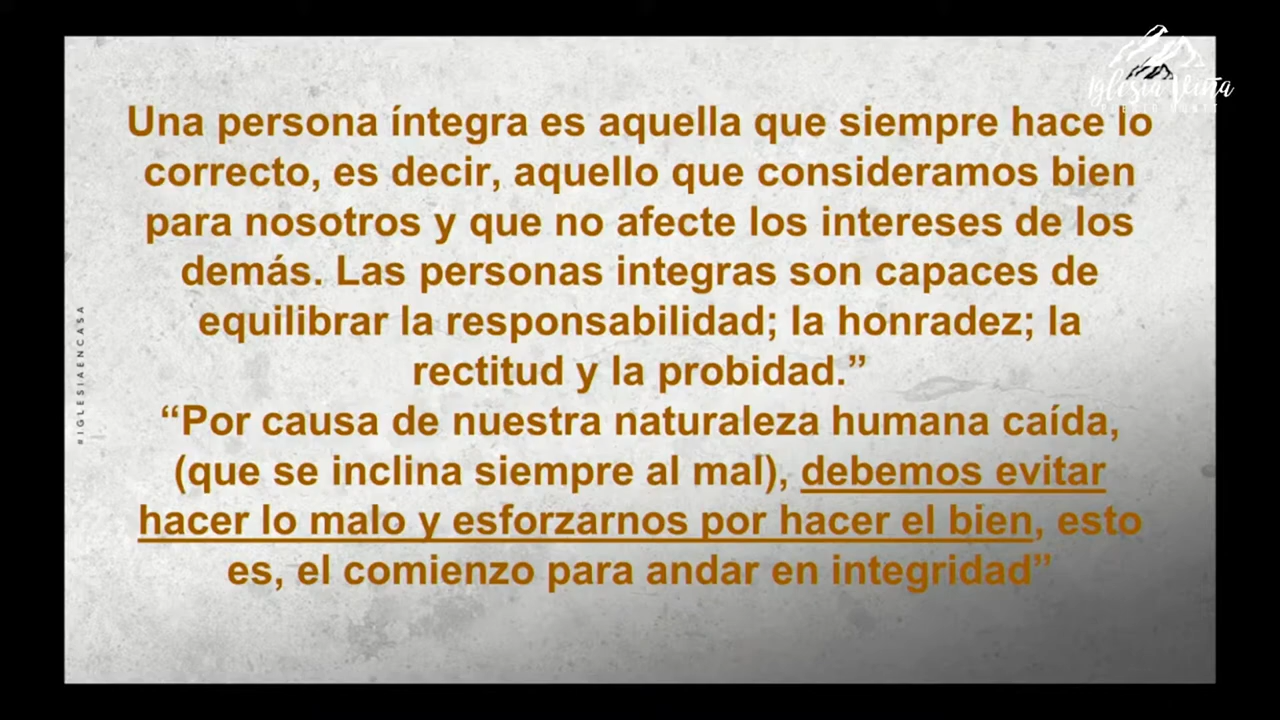 Iglesia Viña
Una persona íntegra es aquella que siempre hace lo
correcto, es decir, aquello que consideramos bien
para nosotros y que no afecte los intereses de los
demás. Las personas integras son capaces de
equilibrar la responsabilidad; la honradez; la
rectitud y la probidad.”
“Por causa de nuestra naturaleza humana caída,
(que se inclina siempre al mal), debemos evitar
hacer lo malo y esforzarnos por hacer el bien, esto
es, el comienzo para andar en integridad”
#IGLESIAENCASA